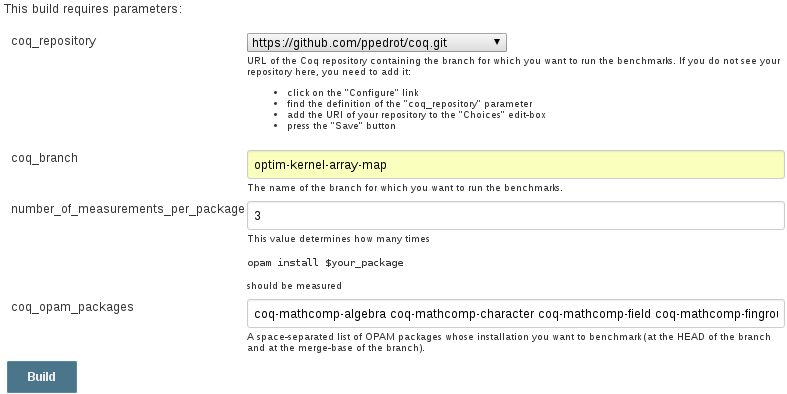 This build requires parameters:
coq_repository
https://github.com/ppedrot/coq.git
URL of the Coq repository containing the branch for which you want to run the benchmarks. If you do not see your
repository here, you need to add it:
click on the "Configure" link
find the definition of the "coq_repository" parameter
add the URI of your repository to the "Choices" edit-box
press the "Save" button
coq_branch
optim-kernel-array-map
The name of the branch for which you want to run the benchmarks.
number_of_measurements_per_package
3
This value determines how many times
opam install $your_package
should be measured
coq_opam_packages
coq-mathcomp-algebra coq-mathcomp-character coq-mathcomp-field coq-mathcomp-fingrou
A space-separated list of OPAM packages whose installation you want to benchmark (at the HEAD of the branch
and at the merge-base of the branch).
Build